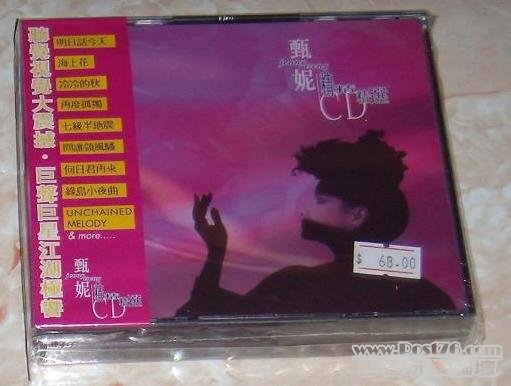 聽覺視覺大震撼．巨聲巨星江湖極響
明日話今天
海上花
冷冷的秋
再度孤獨
七級半地震
問誰領風騷
何日君再來
綠島小夜曲
UNCHAINED
MELODY
& more.....
甄
妮
CD
甄
jenny tseng
妮
CD
$ 68.00
www.Post76.com